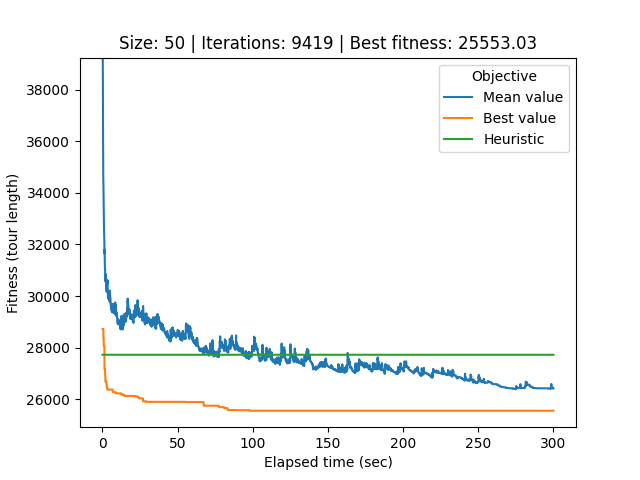 Size: 50 | Iterations: 9419 | Best fitness: 25553.03
Objective
Mean value
Best value
Heuristic
Fitness (tour length)
38000
36000
34000
32000
30000
28000
26000
0 50 100 150 200 250 300
Elapsed time (sec)